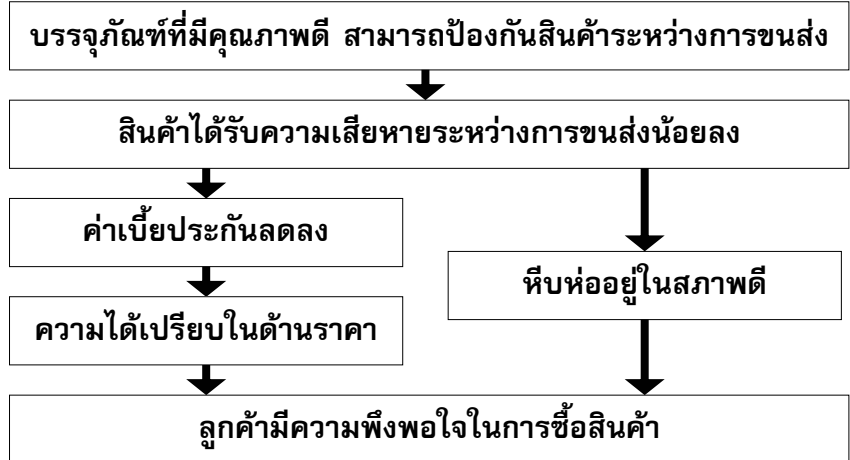 บรรจุภัณฑ์ที่มีคุณภาพดี สามารถป้องกันสินค้าระหว่างการขนส่ง
สินค้าได้รับความเสียหายระหว่างการขนส่งน้อยลง
ค่าเบี้ยประกันลดลง
หีบห่ออยู่ในสภาพดี
ความได้เปรียบในด้านราคา
ลูกค้ามีความพึงพอใจในการซื้อสินค้า